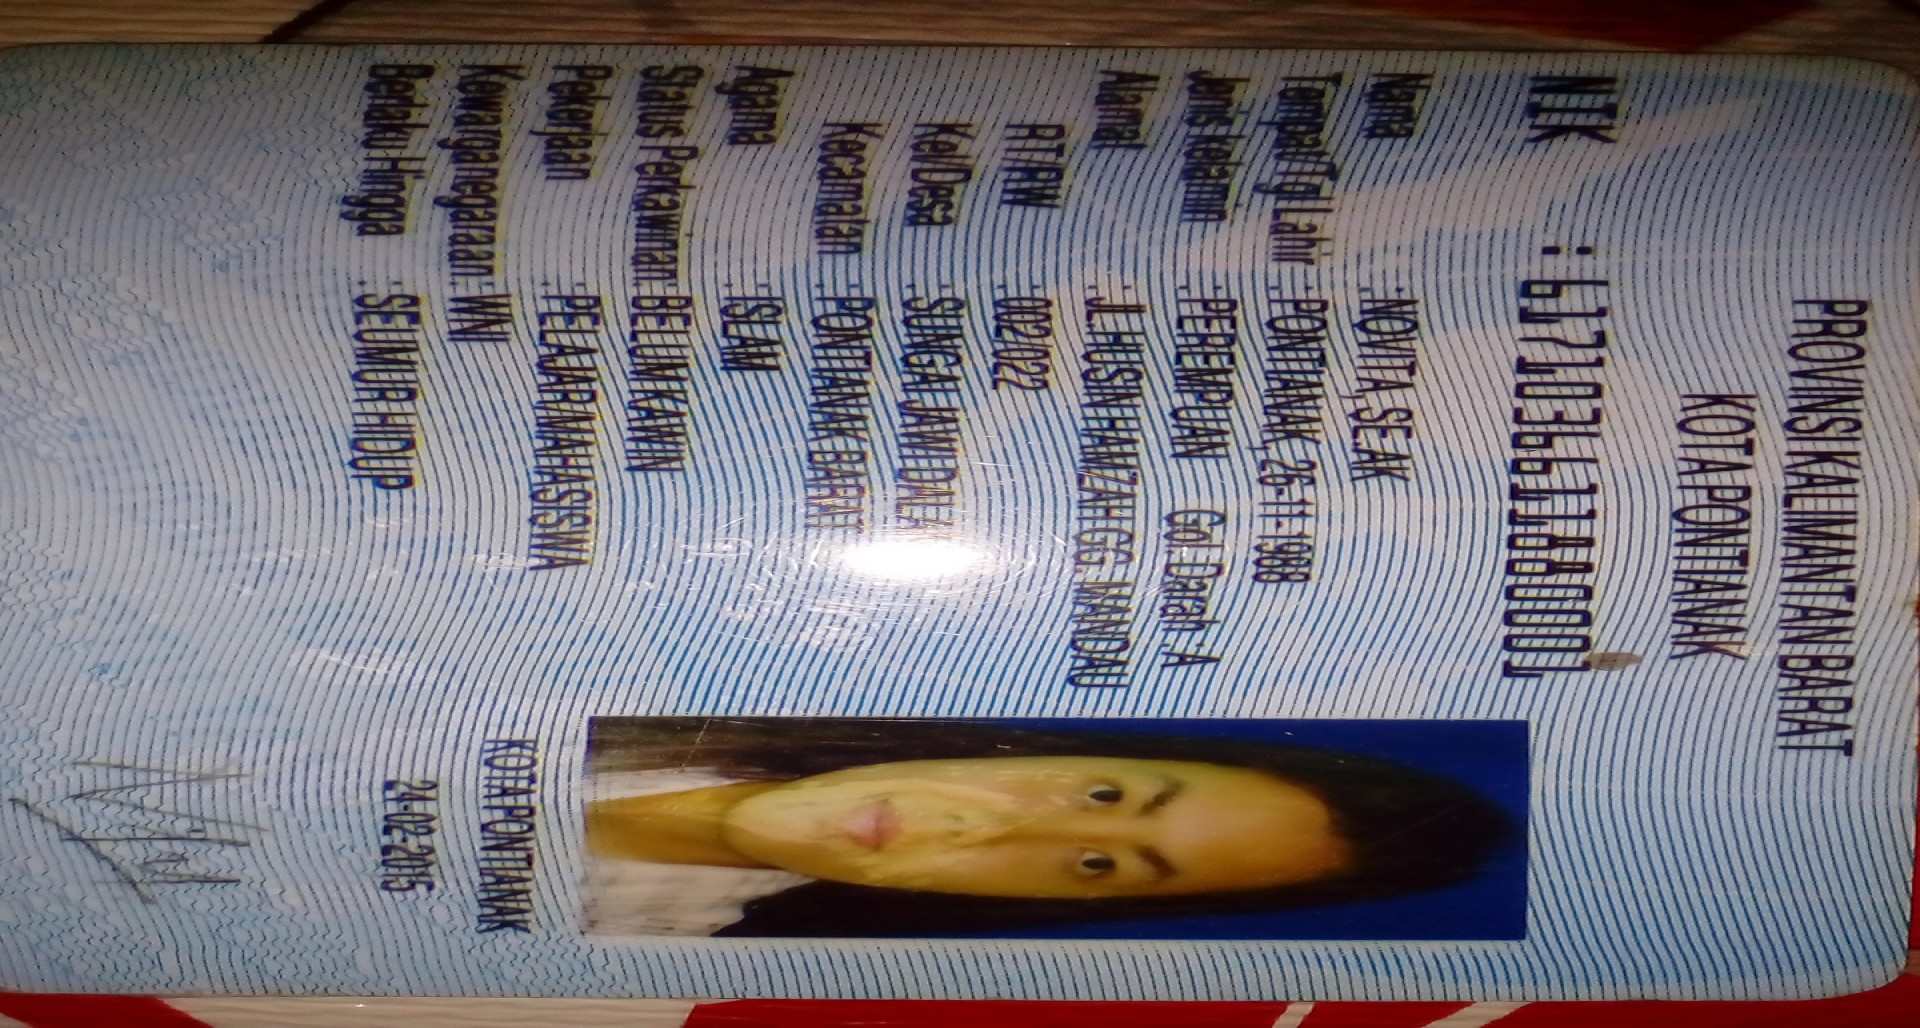 PROVINSI KALIMANTAN BARAT
KOTA PONTIANAK
NIK : 6171036611880001
Nama : NOVITA, SE.AK
Tempat/Tgl Lahir : PONTIANAK, 26-11-1988
Jenis kelamin : PEREMPUAN Gol. Darah : A
Alamat : JL. HUSIN HAMZAH GG. MANDAU
RT/RW : 002/022
Kel/Desa : SUNGAI JAWI DALAM
Kecamatan : PONTIANAK BARAT
Agama : ISLAM
Status Perkawinan: BELUM KAWIN
Pekerjaan : PELAJAR/MAHASISWA
Kewarganegaraan: WNI
Berlaku Hingga : SEUMUR HIDUP
KOTA PONTIANAK
24-02-2015